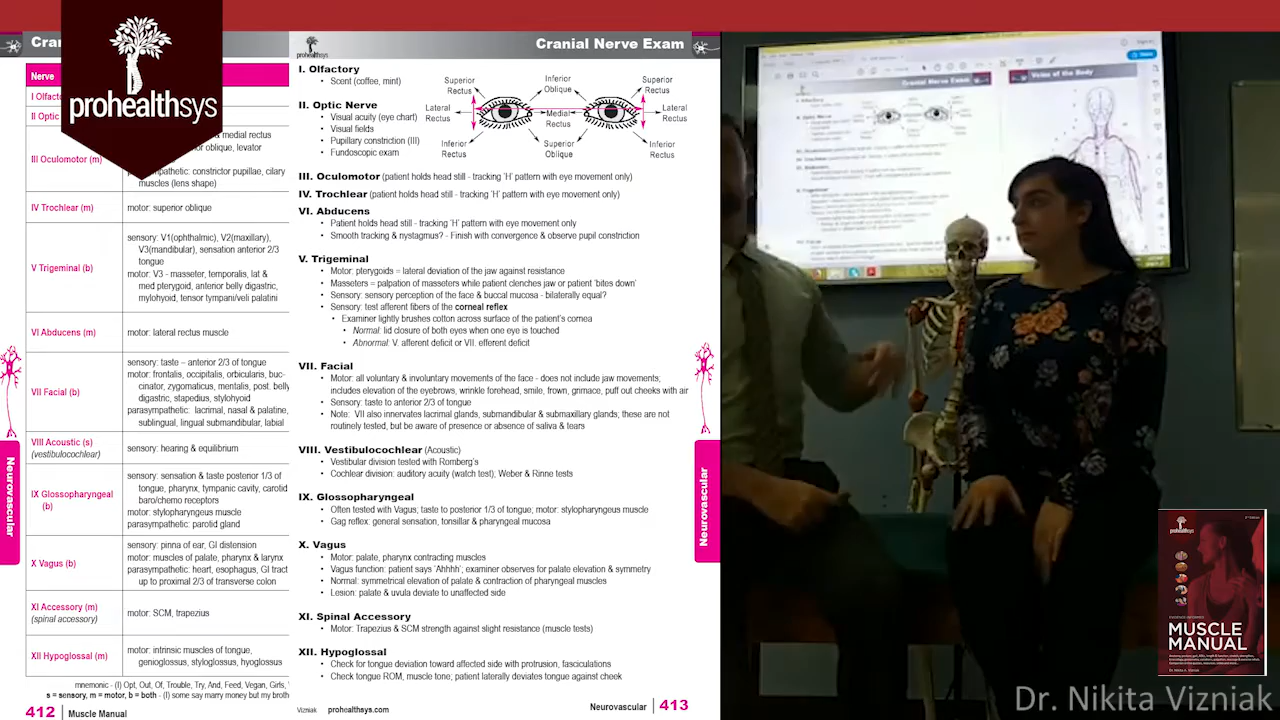 prohealthsys
Cra
Nerve
I Olfacto
II Optic
& medial rectus
or oblique, levator
III Oculomotor (m)
pathetic: constrictor pupillae, cilary
muscles (lens shape)
IV Trochlear (m)
superior oblique
V Trigeminal (b)
sensory: V1(ophthalmic), V2(maxillary),
V3(mandibular), sensation anterior 2/3
tongue
motor: V3 - masseter, temporalis, lat &
med pterygoid, anterior belly digastric,
mylohyoid, tensor tympani/veli palatini
VI Abducens (m)
motor: lateral rectus muscle
VII Facial (b)
sensory: taste – anterior 2/3 of tongue
motor: frontalis, occipitalis, orbicularis, buc-
cinator, zygomaticus, mentalis, post. belly
digastric, stapedius, stylohyoid
parasympathetic: lacrimal, nasal & palatine,
sublingual, lingual submandibular, labial
VIII Acoustic (s)
(vestibulocochlear)
sensory: hearing & equilibrium
IX Glossopharyngeal
(b)
sensory: sensation & taste posterior 1/3 of
tongue, pharynx, tympanic cavity, carotid
baro/chemo receptors
motor: stylopharyngeus muscle
parasympathetic: parotid gland
X Vagus (b)
sensory: pinna of ear, GI distension
motor: muscles of palate, pharynx & larynx
parasympathetic: heart, esophagus, GI tract
up to proximal 2/3 of transverse colon
XI Accessory (m)
(spinal accessory)
motor: SCM, trapezius
XII Hypoglossal (m)
motor: intrinsic muscles of tongue,
genioglossus, styloglossus, hyoglossus
mnemonic - (I) Opt, Out, Of, Trouble, Try, And, Feed, Vegan, Girls,
s = sensory, m = motor, b = both - (I) some say marry money but my broth
412 Muscle Manual
Neurovascular
prohealthsys
Cranial Nerve Exam
I. Olfactory
• Scent (coffee, mint)
II. Optic Nerve
• Visual acuity (eye chart)
• Visual fields
• Pupillary constriction (III)
• Fundoscopic exam
Superior
Rectus
Inferior
Oblique
Superior
Rectus
Lateral
Rectus
Medial
Rectus
Lateral
Rectus
Inferior
Rectus
Superior
Oblique
Inferior
Rectus
III. Oculomotor (patient holds head still - tracking 'H' pattern with eye movement only)
IV. Trochlear (patient holds head still - tracking 'H' pattern with eye movement only)
VI. Abducens
• Patient holds head still - tracking 'H' pattern with eye movement only
• Smooth tracking & nystagmus? - Finish with convergence & observe pupil constriction
V. Trigeminal
• Motor: pterygoids = lateral deviation of the jaw against resistance
• Masseters = palpation of masseters while patient clenches jaw or patient 'bites down'
• Sensory: sensory perception of the face & buccal mucosa - bilaterally equal?
• Sensory: test afferent fibers of the corneal reflex
• Examiner lightly brushes cotton across surface of the patient's cornea
• Normal: lid closure of both eyes when one eye is touched
• Abnormal: V. afferent deficit or VII. efferent deficit
VII. Facial
• Motor: all voluntary & involuntary movements of the face - does not include jaw movements;
includes elevation of the eyebrows, wrinkle forehead, smile, frown, grimace, puff out cheeks with air
• Sensory: taste to anterior 2/3 of tongue
• Note: VII also innervates lacrimal glands, submandibular & submaxillary glands; these are not
routinely tested, but be aware of presence or absence of saliva & tears
VIII. Vestibulocochlear (Acoustic)
• Vestibular division tested with Romberg's
• Cochlear division: auditory acuity (watch test); Weber & Rinne tests
IX. Glossopharyngeal
• Often tested with Vagus; taste to posterior 1/3 of tongue; motor: stylopharyngeus muscle
• Gag reflex: general sensation, tonsillar & pharyngeal mucosa
X. Vagus
• Motor: palate, pharynx contracting muscles
• Vagus function: patient says 'Ahhhh'; examiner observes for palate elevation & symmetry
• Normal: symmetrical elevation of palate & contraction of pharyngeal muscles
• Lesion: palate & uvula deviate to unaffected side
XI. Spinal Accessory
• Motor: Trapezius & SCM strength against slight resistance (muscle tests)
XII. Hypoglossal
• Check for tongue deviation toward affected side with protrusion, fasciculations
• Check tongue ROM, muscle tone; patient laterally deviates tongue against cheek
Vizniak prohealthsys.com
Neurovascular 413
Neurovascular
Cranial Nerve Exam
Veins of the Body
MUSCLE
MANUAL
Dr. Nikita Vizniak